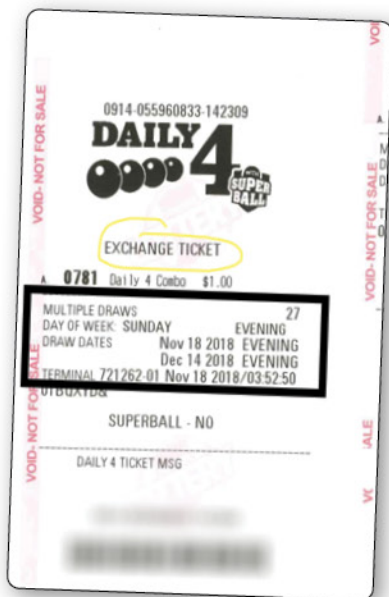 0914-055960833-142309
DAILY 4
WITH SUPER BALL
EXCHANGE TICKET
A 0781 Daily 4 Combo $1.00
MULTIPLE DRAWS 27
DAY OF WEEK: SUNDAY EVENING
DRAW DATES Nov 18 2018 EVENING
Dec 14 2018 EVENING
TERMINAL 721262-01 Nov 18 2018/03:52:50
SUPERBALL - NO
DAILY 4 TICKET MSG
VOID- NOT FOR SALE
VOID- NOT FOR SALE
VOID- NOT FOR SALE